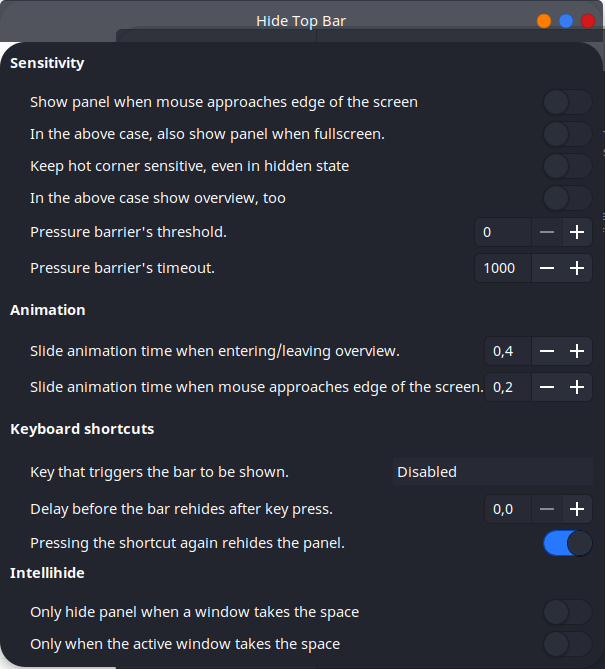 Hide Top Bar
Sensitivity
Show panel when mouse approaches edge of the screen
In the above case, also show panel when fullscreen.
Keep hot corner sensitive, even in hidden state
In the above case show overview, too
Pressure barrier's threshold. 0
Pressure barrier's timeout. 1000
Animation
Slide animation time when entering/leaving overview. 0,4
Slide animation time when mouse approaches edge of the screen. 0,2
Keyboard shortcuts
Key that triggers the bar to be shown. Disabled
Delay before the bar rehides after key press. 0,0
Pressing the shortcut again rehides the panel.
Intellihide
Only hide panel when a window takes the space
Only when the active window takes the space